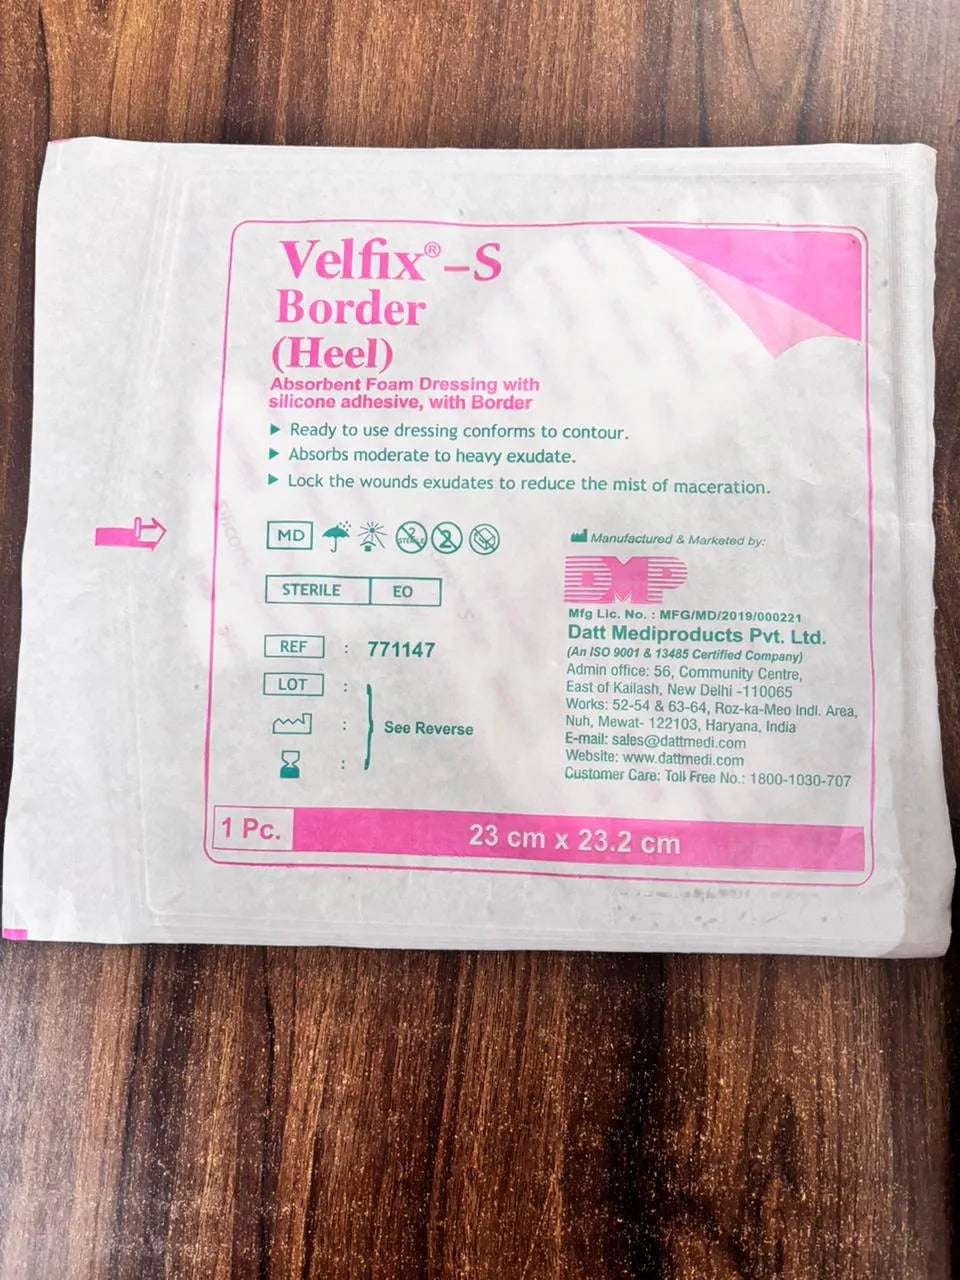 Velfix® -S
Border
(Heel)
Absorbent Foam Dressing with
silicone adhesive, with Border
▶ Ready to use dressing conforms to contour.
▶ Absorbs moderate to heavy exudate.
▶ Lock the wounds exudates to reduce the mist of maceration.
MD
STERILE EO
REF : 771147
LOT :
:
:
See Reverse
Manufactured & Marketed by:
DMP
Mfg Lic. No. : MFG/MD/2019/000221
Datt Mediproducts Pvt. Ltd.
(An ISO 9001 & 13485 Certified Company)
Admin office: 56, Community Centre,
East of Kailash, New Delhi -110065
Works: 52-54 & 63-64, Roz-ka-Meo Indl. Area,
Nuh, Mewat- 122103, Haryana, India
E-mail: sales@dattmedi.com
Website: www.dattmedi.com
Customer Care: Toll Free No.: 1800-1030-707
1 Pc.
23 cm x 23.2 cm